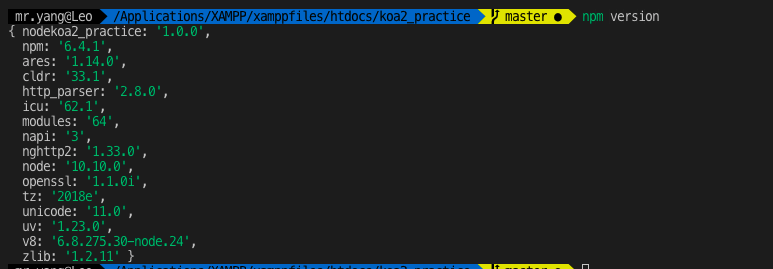 mr.yang@Leo /Applications/XAMPP/xamppfiles/htdocs/koa2_practice master ● npm version
{ nodekoa2_practice: '1.0.0',
npm: '6.4.1',
ares: '1.14.0',
cldr: '33.1',
http_parser: '2.8.0',
icu: '62.1',
modules: '64',
napi: '3',
nghttp2: '1.33.0',
node: '10.10.0',
openssl: '1.1.0i',
tz: '2018e',
unicode: '11.0',
uv: '1.23.0',
v8: '6.8.275.30-node.24',
zlib: '1.2.11' }
mr.yang@Leo /Applications/XAMPP/xamppfiles/htdocs/koa2_practice master ●